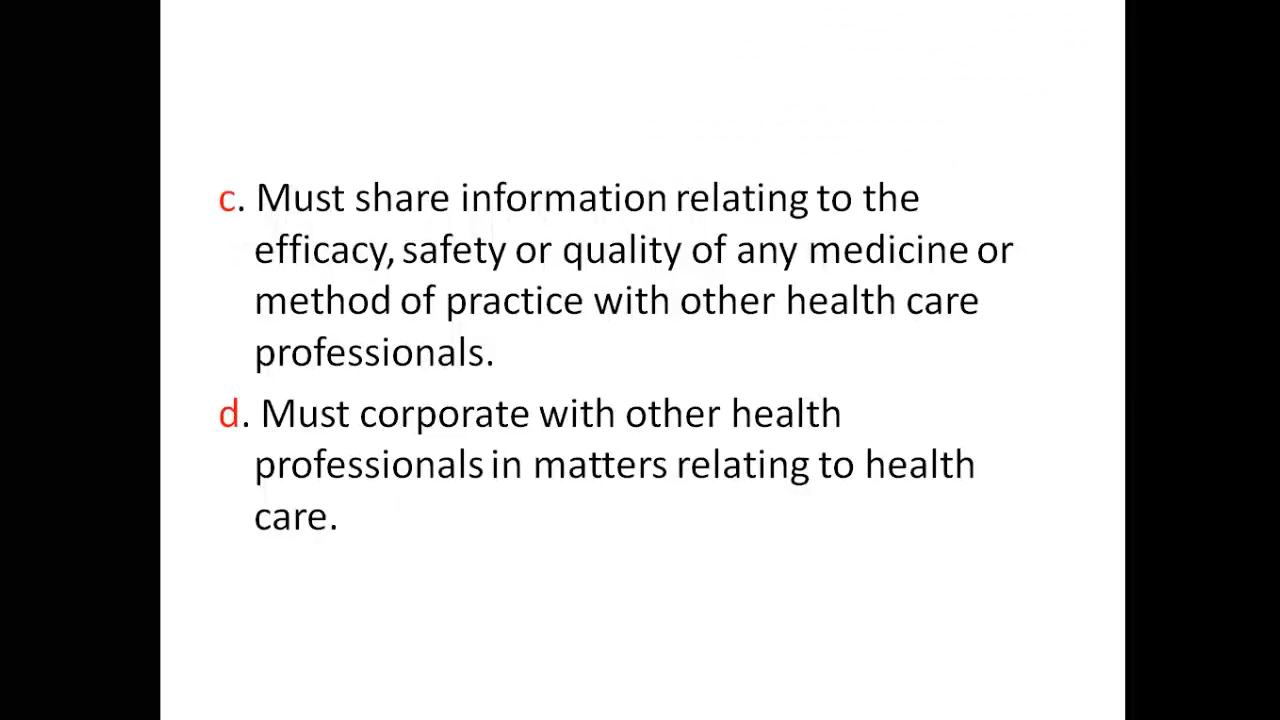 c. Must share information relating to the
efficacy, safety or quality of any medicine or
method of practice with other health care
professionals.
d. Must corporate with other health
professionals in matters relating to health
care.